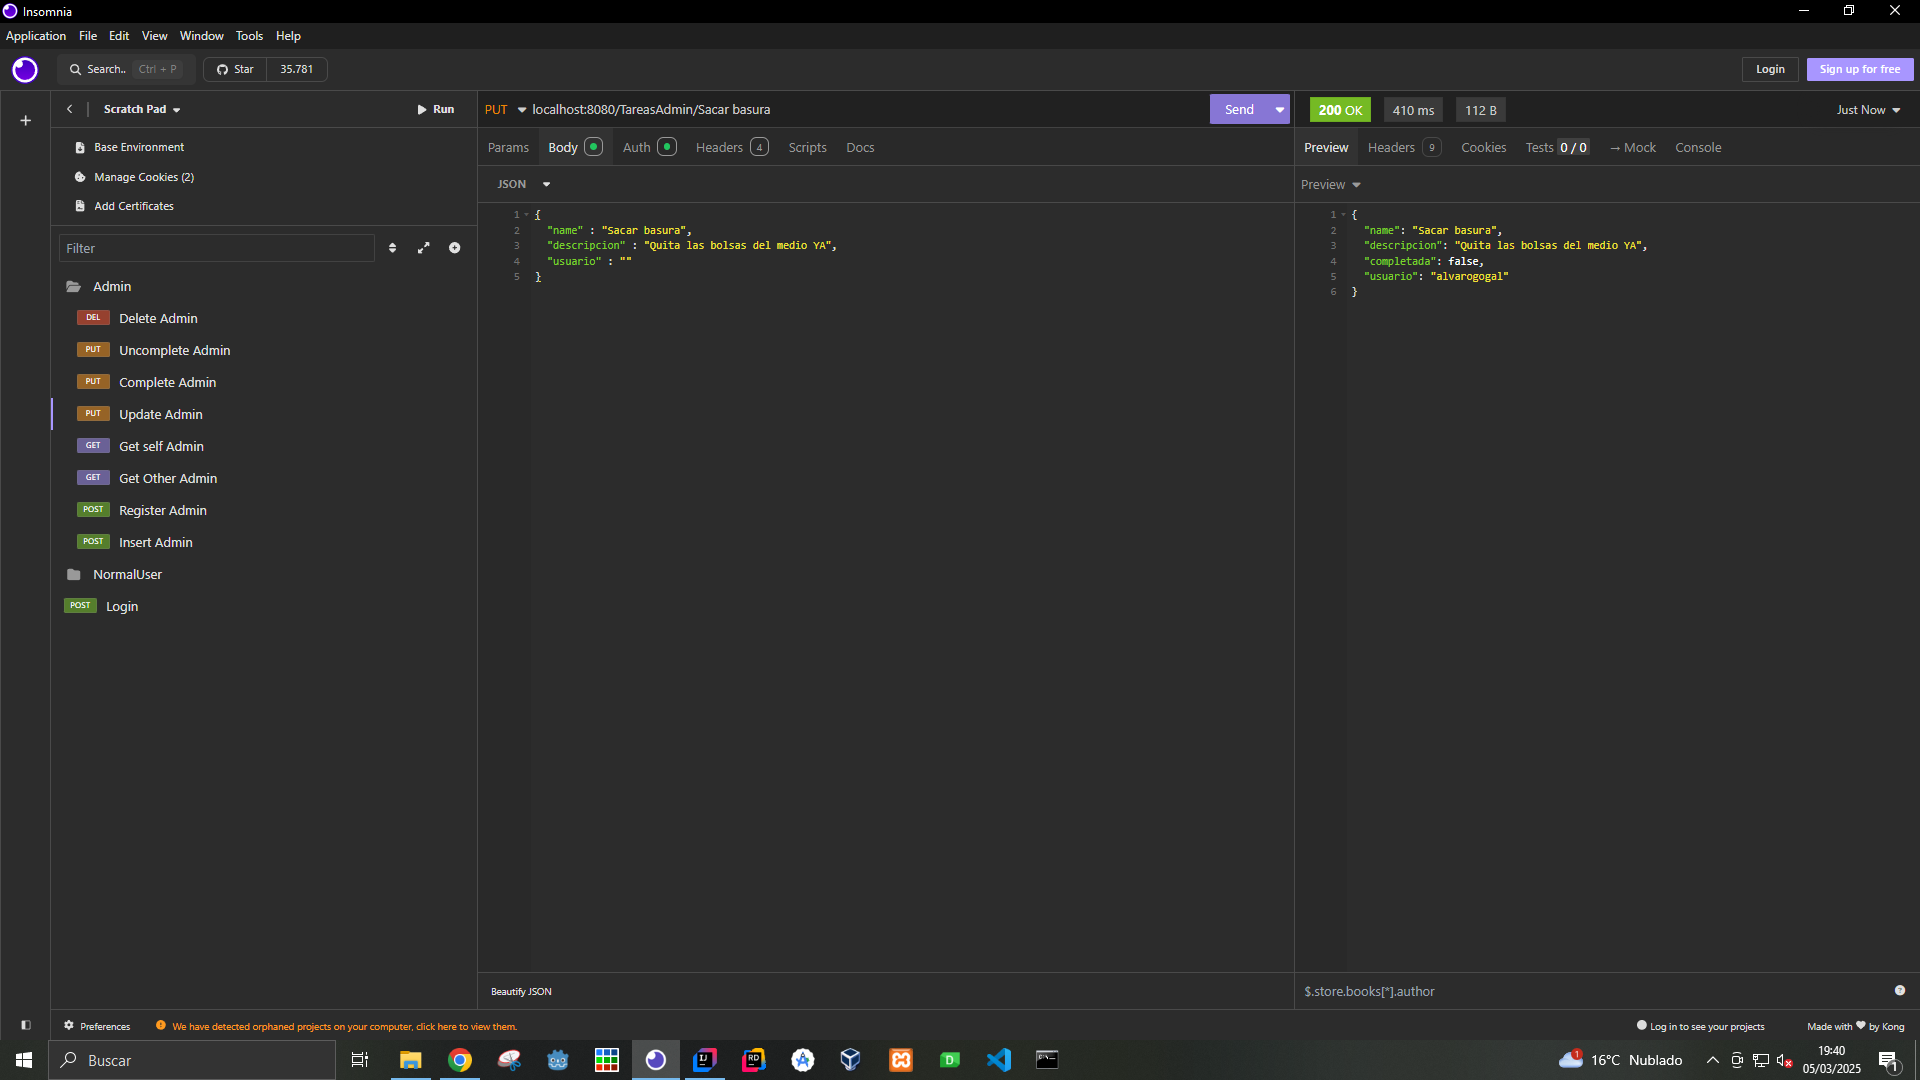 Insomnia
Application File Edit View Window Tools Help
Search.. Ctrl + P Star 35.781 Login Sign up for free
Scratch Pad Run
PUT localhost:8080/TareasAdmin/Sacar basura Send
200 OK 410 ms 112 B Just Now
Base Environment
Manage Cookies (2)
Add Certificates
Filter
Admin
DEL Delete Admin
PUT Uncomplete Admin
PUT Complete Admin
PUT Update Admin
GET Get self Admin
GET Get Other Admin
POST Register Admin
POST Insert Admin
NormalUser
POST Login
Params Body Auth Headers 4 Scripts Docs
JSON
1 {
2 "name" : "Sacar basura",
3 "descripcion" : "Quita las bolsas del medio YA",
4 "usuario" : ""
5 }
Beautify JSON
Preview Headers 9 Cookies Tests 0 / 0 → Mock Console
Preview
1 {
2 "name": "Sacar basura",
3 "descripcion": "Quita las bolsas del medio YA",
4 "completada": false,
5 "usuario": "alvarogogal"
6 }
$.store.books[*].author
Preferences We have detected orphaned projects on your computer, click here to view them. Log in to see your projects Made with ♥ by Kong
Buscar 1 16°C Nublado 19:40
05/03/2025 1